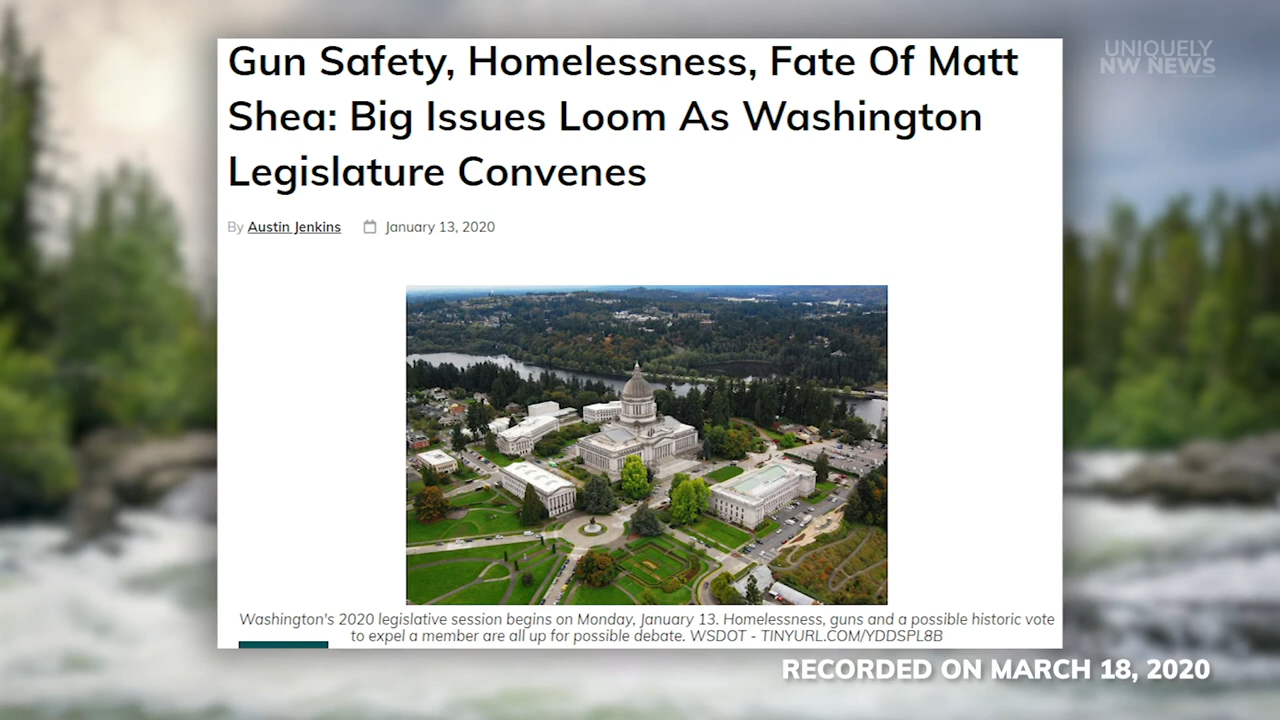 UNIQUELY
NW NEWS
Gun Safety, Homelessness, Fate Of Matt
Shea: Big Issues Loom As Washington
Legislature Convenes
By Austin Jenkins January 13, 2020
Washington's 2020 legislative session begins on Monday, January 13. Homelessness, guns and a possible historic vote
to expel a member are all up for possible debate. WSDOT - TINYURL.COM/YDDSPL8B
RECORDED ON MARCH 18, 2020